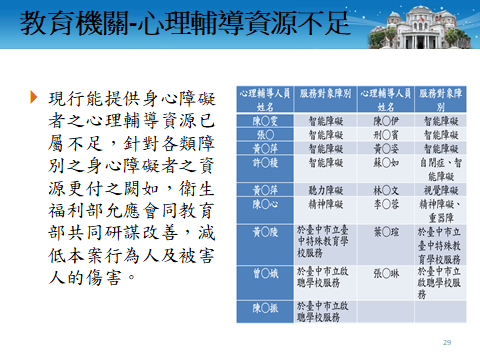 教育機關-心理輔導資源不足
現行能提供身心障礙
者之心理輔導資源已
屬不足，針對各類障
別之身心障礙者之資
源更付之闕如，衛生
福利部允應會同教育
部共同研謀改善，減
低本案行為人及被害
人的傷害。
心理輔導人員 服務對象障 心理輔導人員 服務對象障
姓名 別 姓名 別
陳○雯 智能障礙 陳○伊 智能障礙
張○ 智能障礙 刑○賓 智能障礙
黃○萍 智能障礙 黃○姿 智能障礙
許○稜 智能障礙 蘇○如 自閉症、智
能障礙
黃○萍 聽力障礙 林○文 視覺障礙
陳○心 精神障礙 李○蓉 精神障礙、
重器障
黃○陵 於臺中市立臺 葉○瑄 於臺中市立
中特殊教育學 臺中特殊教
校服務 育學校服務
曾○娥 於臺中市立啟 張○琳 於臺中市立
聰學校服務 啟聰學校服
務
陳○振 於臺中市立啟
聰學校服務
29